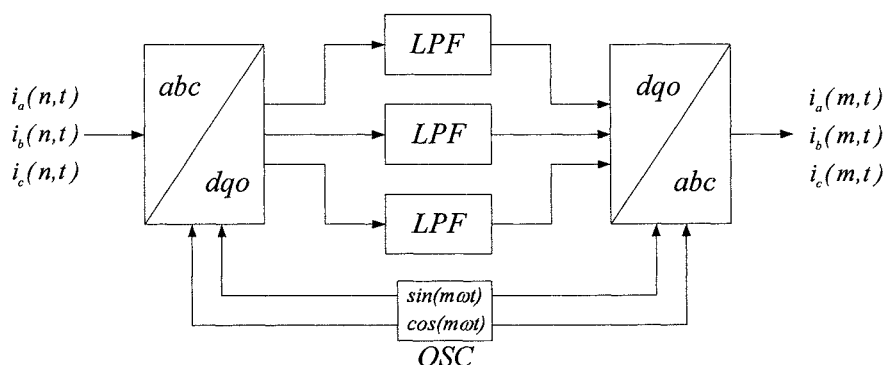 i_a(n,t)
i_b(n,t)
i_c(n,t)
abc
dqo
LPF
LPF
LPF
dqo
abc
i_a(m,t)
i_b(m,t)
i_c(m,t)
sin(mωt)
cos(mωt)
OSC